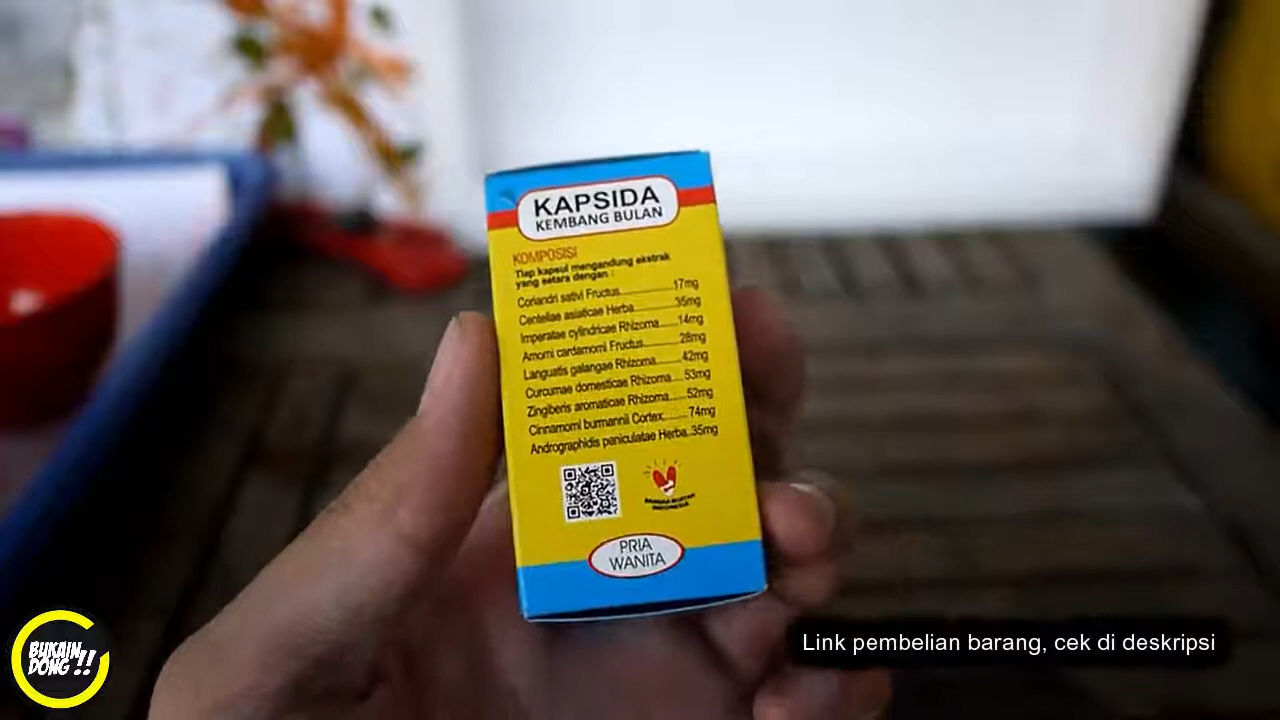 KAPSIDA
KEMBANG BULAN
KOMPOSISI
Tiap kapsul mengandung ekstrak
yang setara dengan :
Coriandri sativi Fructus..........17mg
Centellae asiaticae Herba..........35mg
Imperatae cylindricae Rhizoma.....14mg
Amomi cardamomi Fructus.........28mg
Languatis galangae Rhizoma.......42mg
Curcumae domesticae Rhizoma....53mg
Zingiberis aromaticae Rhizoma.....52mg
Cinnamomi burmannii Cortex.......74mg
Andrographidis paniculatae Herba..35mg
BANGGA BUATAN
INDONESIA
PRIA
WANITA
BUKAIN
DONG!!
Link pembelian barang, cek di deskripsi